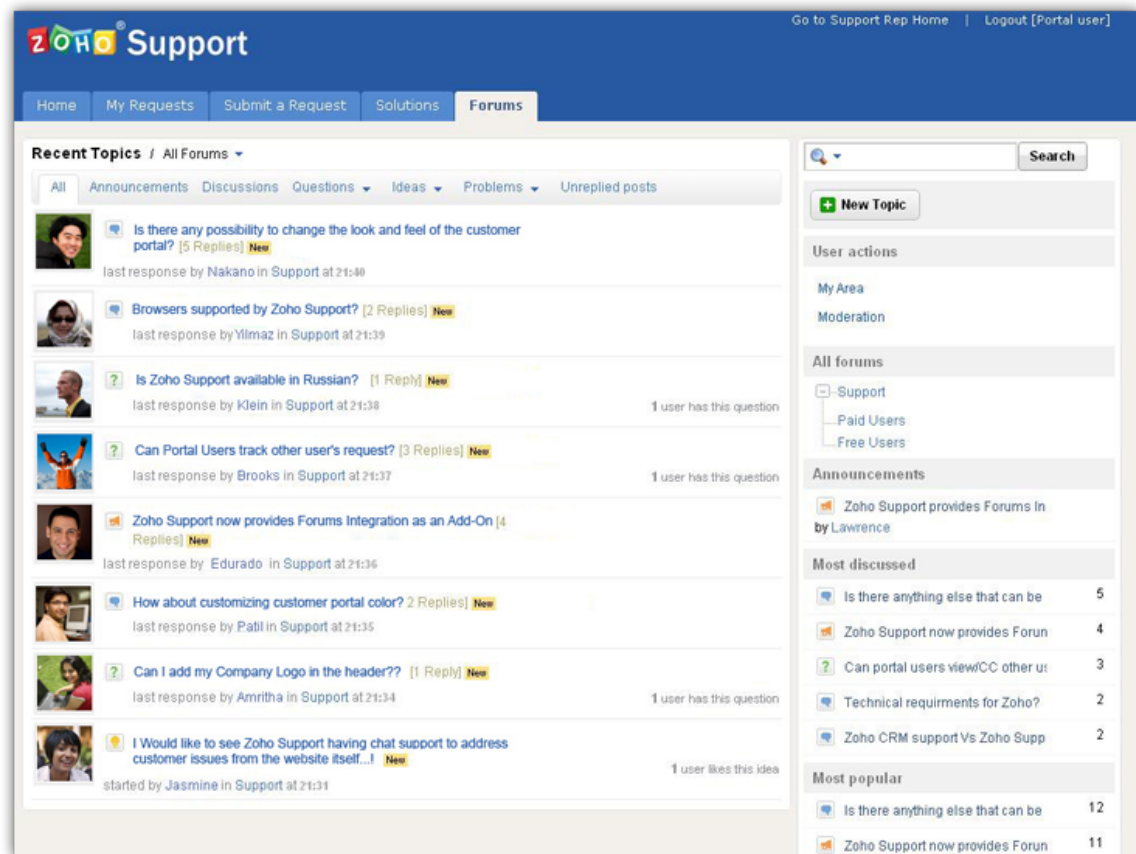 Go to Support Rep Home | Logout [Portal user]
ZOHO® Support
Home My Requests Submit a Request Solutions Forums
Recent Topics / All Forums
All Announcements Discussions Questions Ideas Problems Unreplied posts
Is there any possibility to change the look and feel of the customer
portal? [5 Replies] New
last response by Nakano in Support at 21:40
Browsers supported by Zoho Support? [2 Replies] New
last response by Yilmaz in Support at 21:39
? Is Zoho Support available in Russian? [1 Reply] New
last response by Klein in Support at 21:38
1 user has this question
? Can Portal Users track other user's request? [3 Replies] New
last response by Brooks in Support at 21:37
1 user has this question
Zoho Support now provides Forums Integration as an Add-On [4
Replies] New
last response by Edurado in Support at 21:36
How about customizing customer portal color? 2 Replies] New
last response by Patil in Support at 21:35
? Can I add my Company Logo in the header?? [1 Reply] New
last response by Amritha in Support at 21:34
1 user has this question
I Would like to see Zoho Support having chat support to address
customer issues from the website itself...! New
1 user likes this idea
started by Jasmine in Support at 21:31
Search
New Topic
User actions
My Area
Moderation
All forums
Support
Paid Users
Free Users
Announcements
Zoho Support provides Forums In
by Lawrence
Most discussed
Is there anything else that can be 5
Zoho Support now provides Forun 4
? Can portal users view/CC other u: 3
Technical requirments for Zoho? 2
Zoho CRM support Vs Zoho Supp 2
Most popular
Is there anything else that can be 12
Zoho Support now provides Forun 11